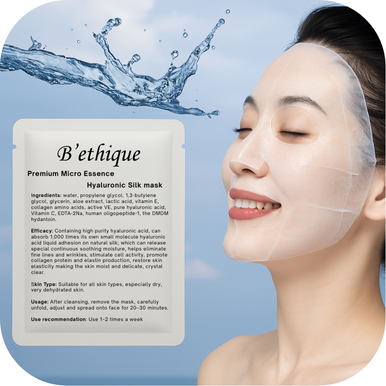 B'ethique
Premium Micro Essence
Hyaluronic Silk mask
Ingredients: water, propylene glycol, 1,3-butylene
glycol, glycerin, aloe extract, lactic acid, vitamin E,
collagen amino acids, active VE, pure hyaluronic acid,
Vitamin C, EDTA-2Na, human oligopeptide-1, the DMDM
hydantoin.
Efficacy: Containing high purity hyaluronic acid, can
absorb 1,000 times its own small molecule hyaluronic
acid liquid adhesion on natural silk; which can release
special continuous soothing moisture, helps eliminate
fine lines and wrinkles, stimulate cell activity, promote
collagen protein and elastin production, restore skin
elasticity making the skin moist and delicate, crystal
clear.
Skin Type: Suitable for all skin types, especially dry,
very dehydrated skin.
Usage: After cleansing, remove the mask, carefully
unfold, adjust and spread onto face for 20-30 minutes.
Use recommendation: Use 1-2 times a week